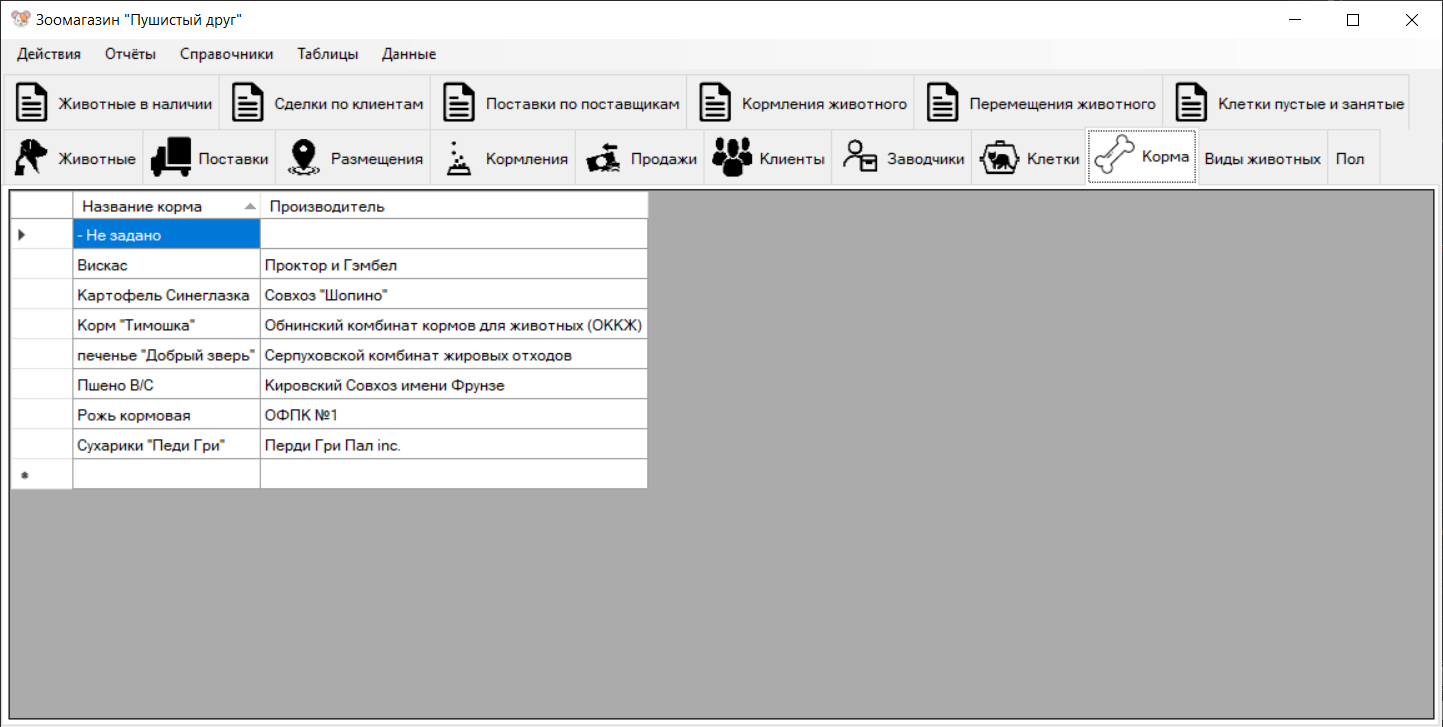 Зоомагазин "Пушистый друг"
Действия Отчёты Справочники Таблицы Данные
Животные в наличии Сделки по клиентам Поставки по поставщикам Кормления животного Перемещения животного Клетки пустые и занятые
Животные Поставки Размещения Кормления Продажи Клиенты Заводчики Клетки Корма Виды животных Пол
Название корма Производитель
- Не задано
Вискас Проктор и Гэмбел
Картофель Синеглазка Совхоз "Шопино"
Корм "Тимошка" Обнинский комбинат кормов для животных (ОККЖ)
печенье "Добрый зверь" Серпуховской комбинат жировых отходов
Пшено В/С Кировский Совхоз имени Фрунзе
Рожь кормовая ОФПК №1
Сухарики "Педи Гри" Перди Гри Пал inc.